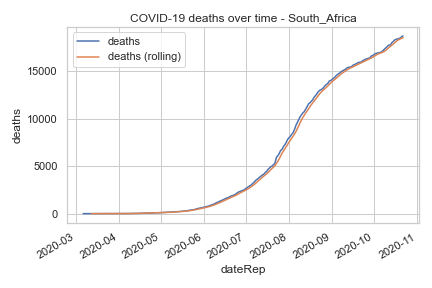 COVID-19 deaths over time - South_Africa
deaths
deaths (rolling)
deaths
15000
10000
5000
0
2020-03
2020-04
2020-05
2020-06
2020-07
2020-08
2020-09
2020-10
2020-11
dateRep